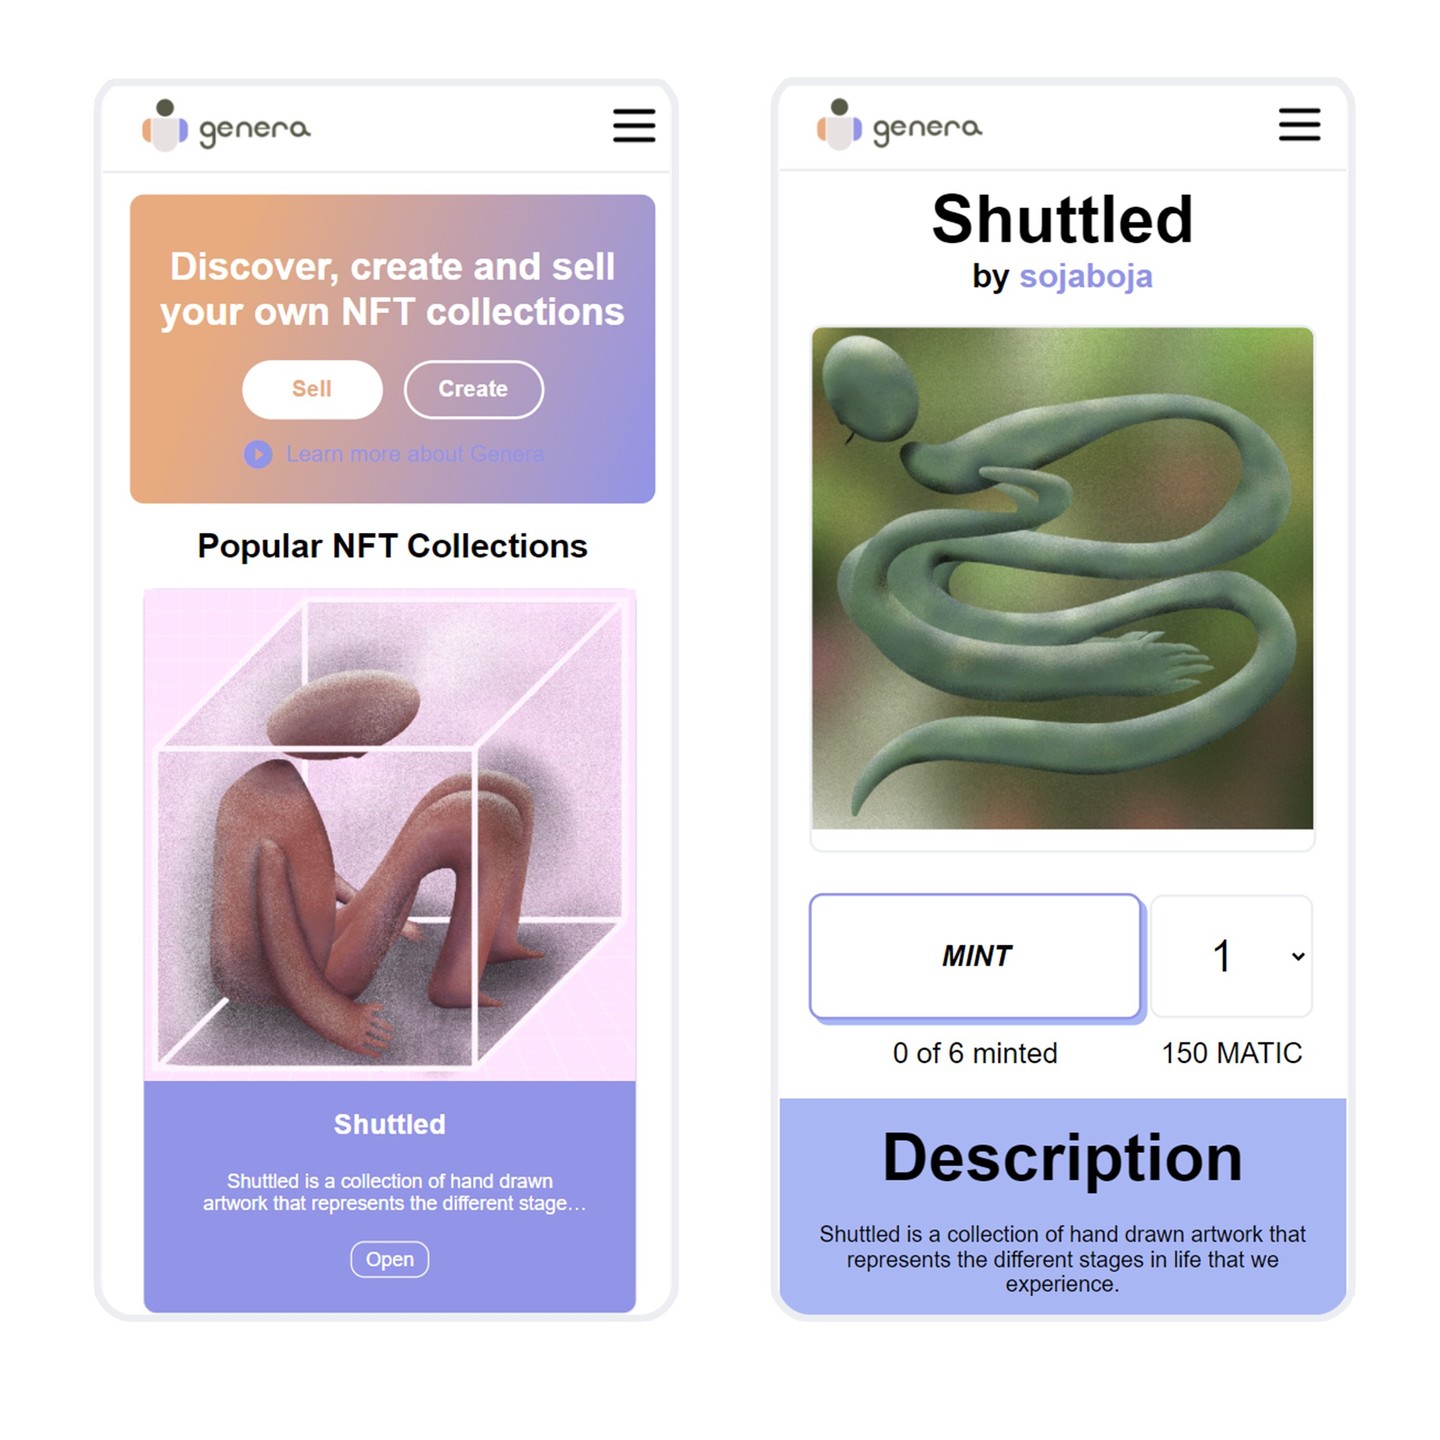 genera
Discover, create and sell
your own NFT collections
Sell
Create
Learn more about Genera
Popular NFT Collections
Shuttled
Shuttled is a collection of hand drawn
artwork that represents the different stage...
Open
genera
Shuttled
by sojaboja
MINT
1
0 of 6 minted
150 MATIC
Description
Shuttled is a collection of hand drawn artwork that
represents the different stages in life that we
experience.